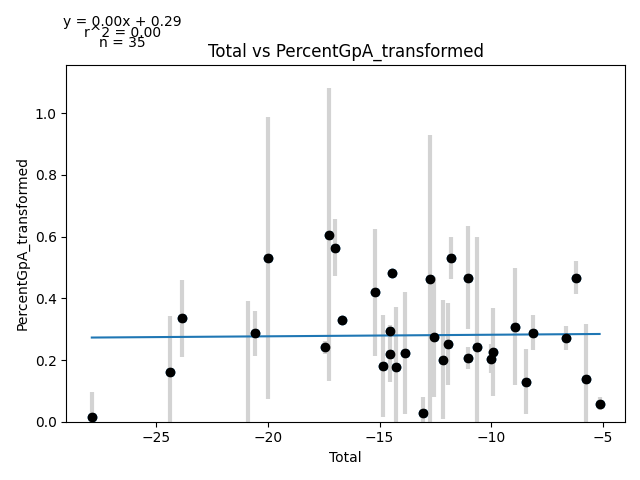 y = 0.00x + 0.29
r^2 = 0.00
n = 35
Total vs PercentGpA_transformed
PercentGpA_transformed
1.0
0.8
0.6
0.4
0.2
0.0
−25
−20
−15
−10
−5
Total